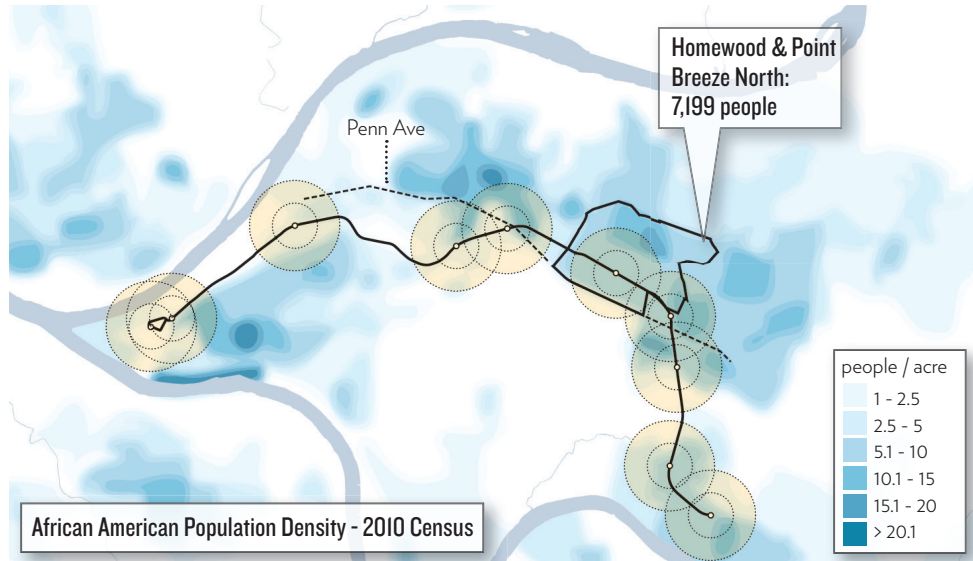 Homewood & Point
Breeze North:
7,199 people
Penn Ave
people / acre
1 - 2.5
2.5 - 5
5.1 - 10
10.1 - 15
15.1 - 20
> 20.1
African American Population Density - 2010 Census